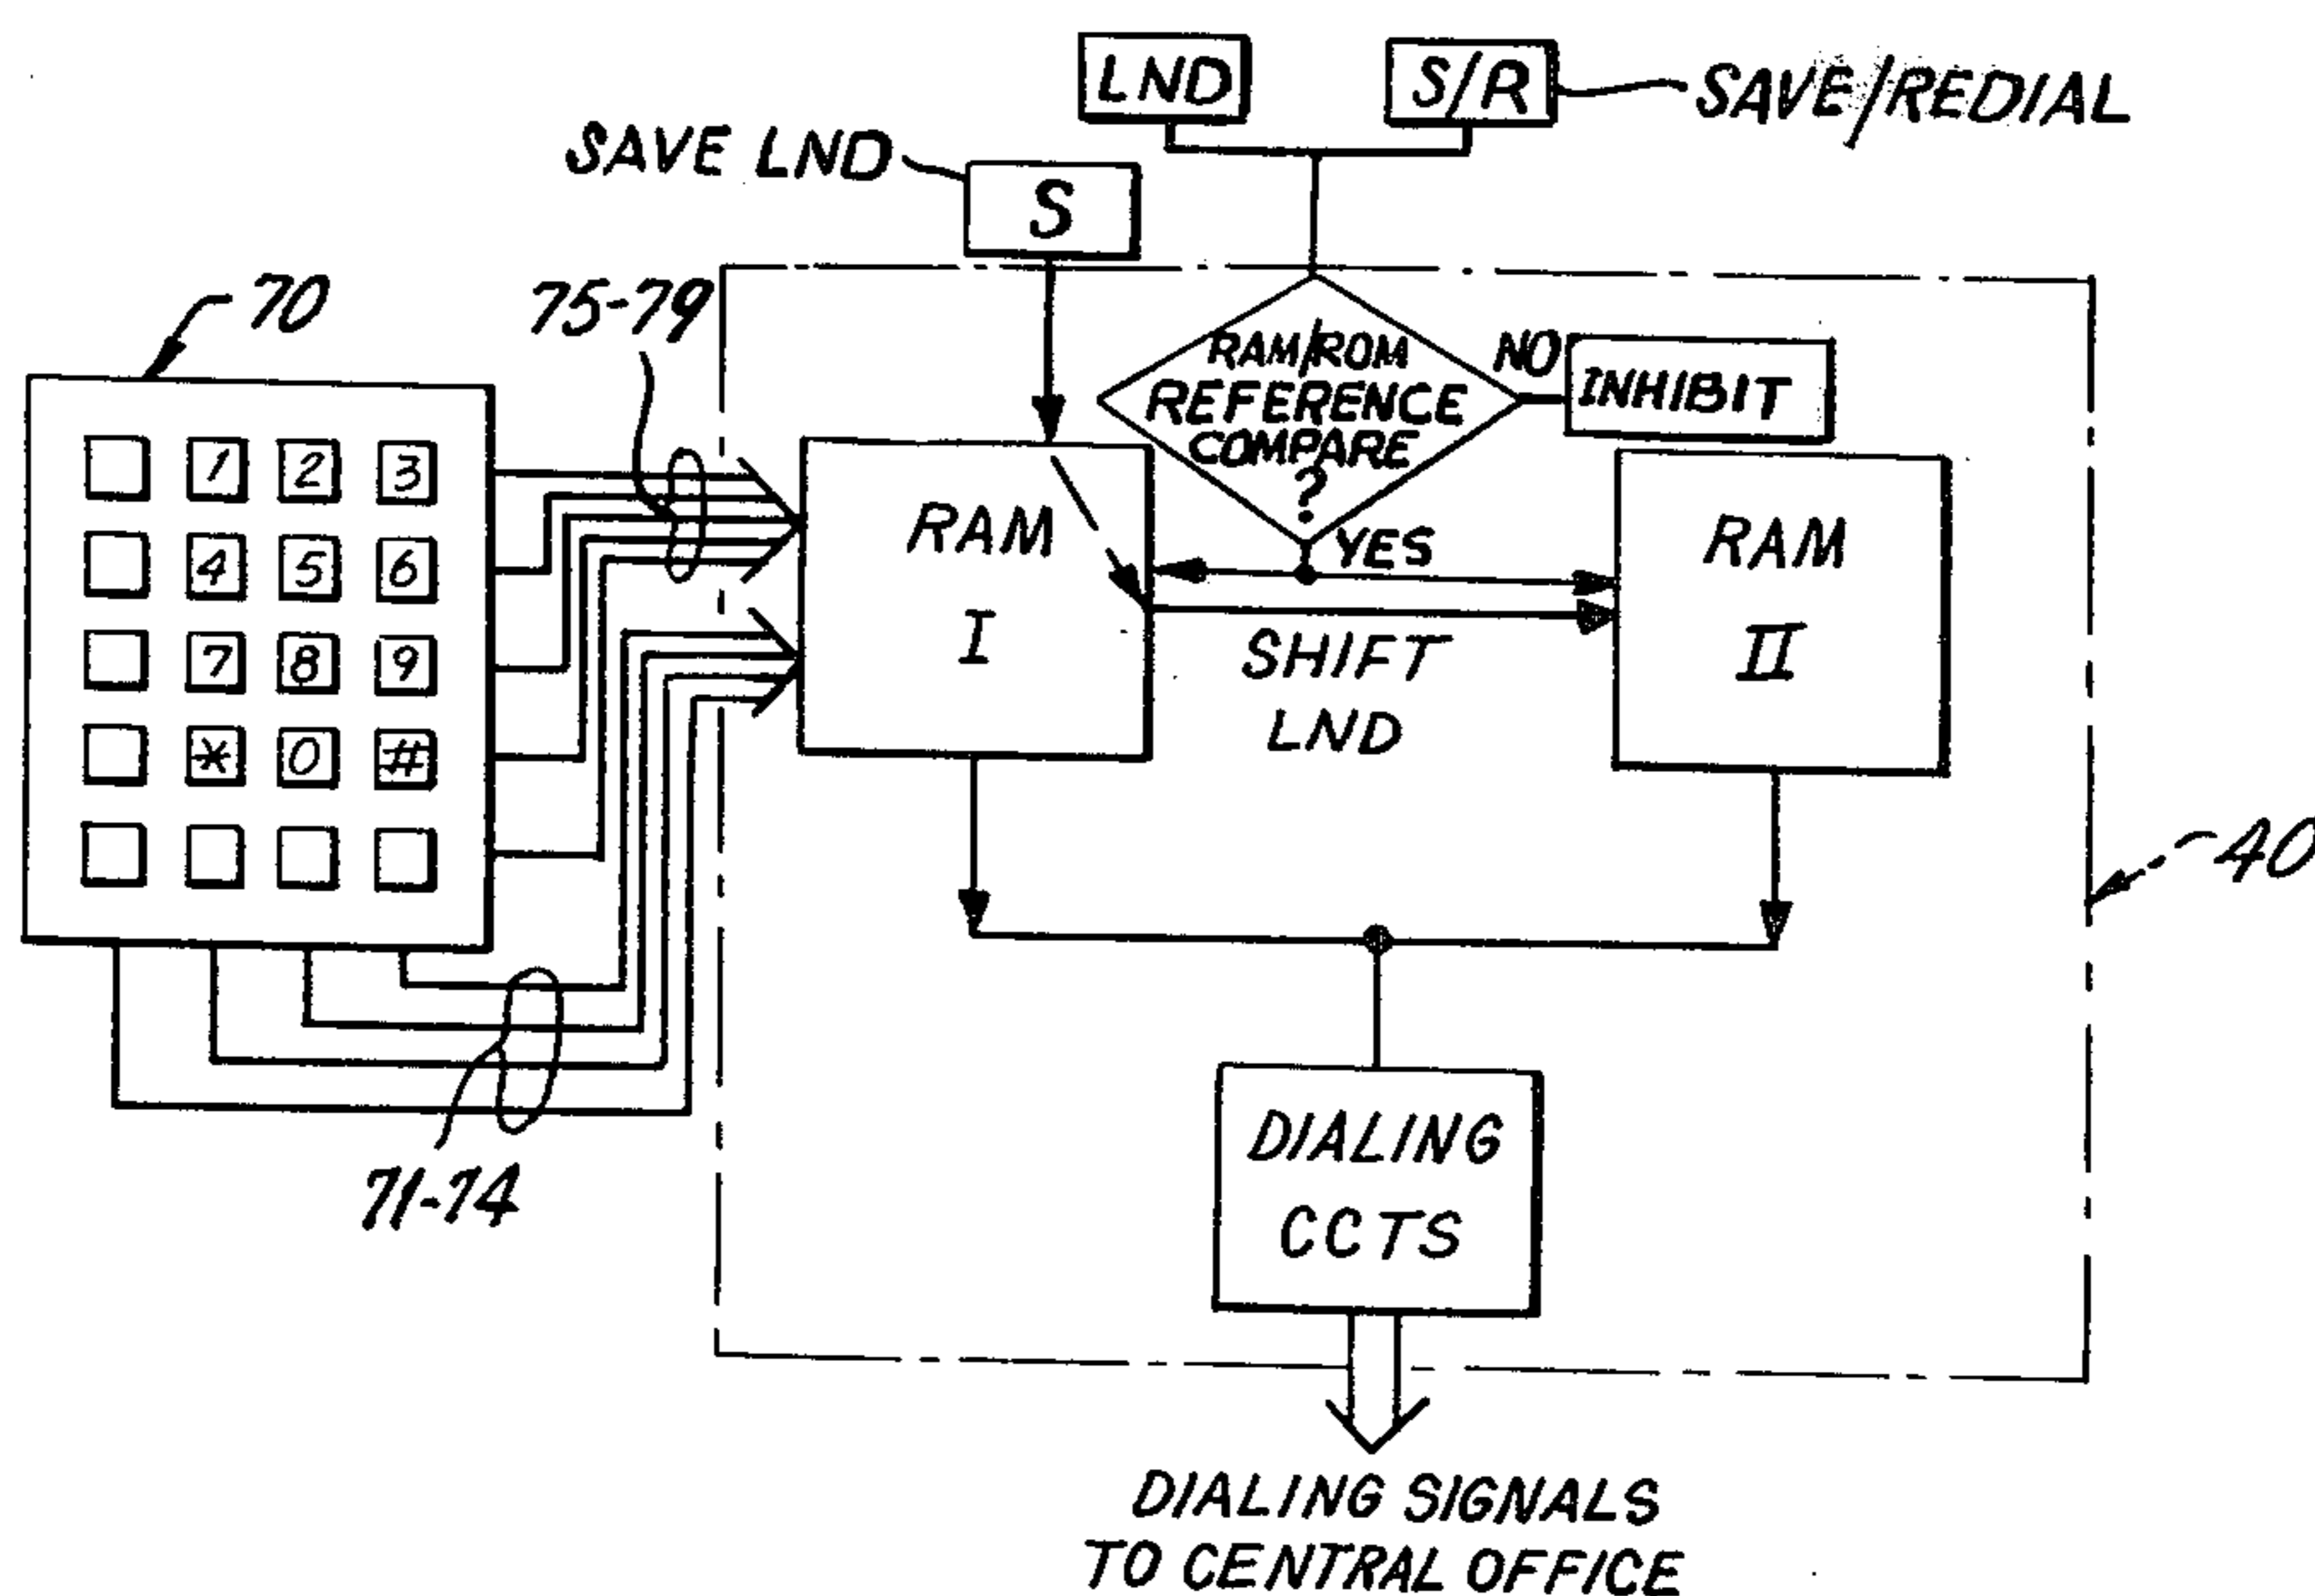 LND
S/R
SAVE/REDIAL
SAVE LND
S
70
75-79
RAM/ROM
REFERENCE
COMPARE
?
NO
INHIBIT
YES
1 2 3
4 5 6
7 8 9
* 0 #
RAM
I
SHIFT
LND
RAM
II
40
71-74
DIALING
CCTS
DIALING SIGNALS
TO CENTRAL OFFICE